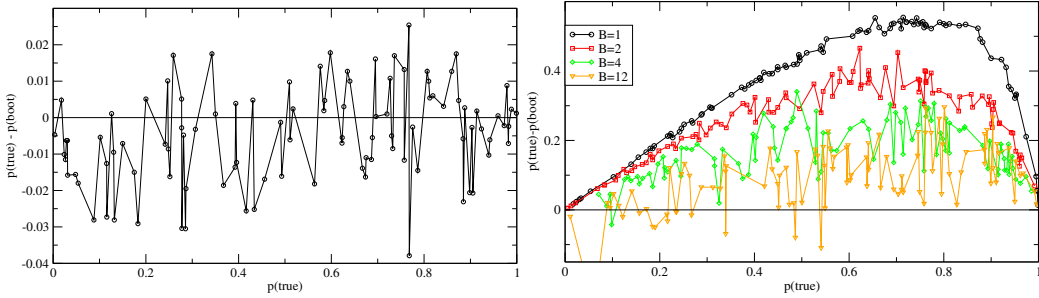 0.02
0.01
0
-0.01
-0.02
-0.03
-0.04
p(true) - p(boot)
0 0.2 0.4 0.6 0.8 1
p(true)
B=1
B=2
B=4
B=12
0.4
0.2
0
p(true)-p(boot)
0 0.2 0.4 0.6 0.8 1
p(true)